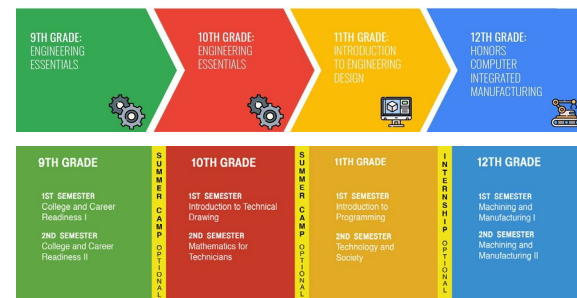 9TH GRADE:
ENGINEERING
ESSENTIALS
10TH GRADE:
ENGINEERING
ESSENTIALS
11TH GRADE:
INTRODUCTION
TO ENGINEERING
DESIGN
12TH GRADE:
HONORS
COMPUTER
INTEGRATED
MANUFACTURING
9TH GRADE
1ST SEMESTER
College and Career
Readiness I
2ND SEMESTER
College and Career
Readiness II
SUMMER CAMP OPTIONAL
10TH GRADE
1ST SEMESTER
Introduction to Technical
Drawing
2ND SEMESTER
Mathematics for
Technicians
SUMMER CAMP OPTIONAL
11TH GRADE
1ST SEMESTER
Introduction to
Programming
2ND SEMESTER
Technology and
Society
INTERNSHIP OPTIONAL
12TH GRADE
1ST SEMESTER
Machining and
Manufacturing I
2ND SEMESTER
Machining and
Manufacturing II